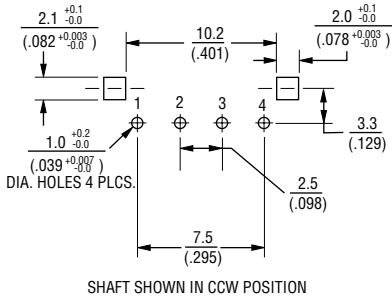 2.1 +0.1 -0.0
(.082 +0.003 -0.0)
10.2
(.401)
2.0 +0.1 -0.0
(.078 +0.003 -0.0)
1 2 3 4
1.0 +0.2 -0.0
(.039 +0.007 -0.0)
DIA. HOLES 4 PLCS.
3.3
(.129)
2.5
(.098)
7.5
(.295)
SHAFT SHOWN IN CCW POSITION